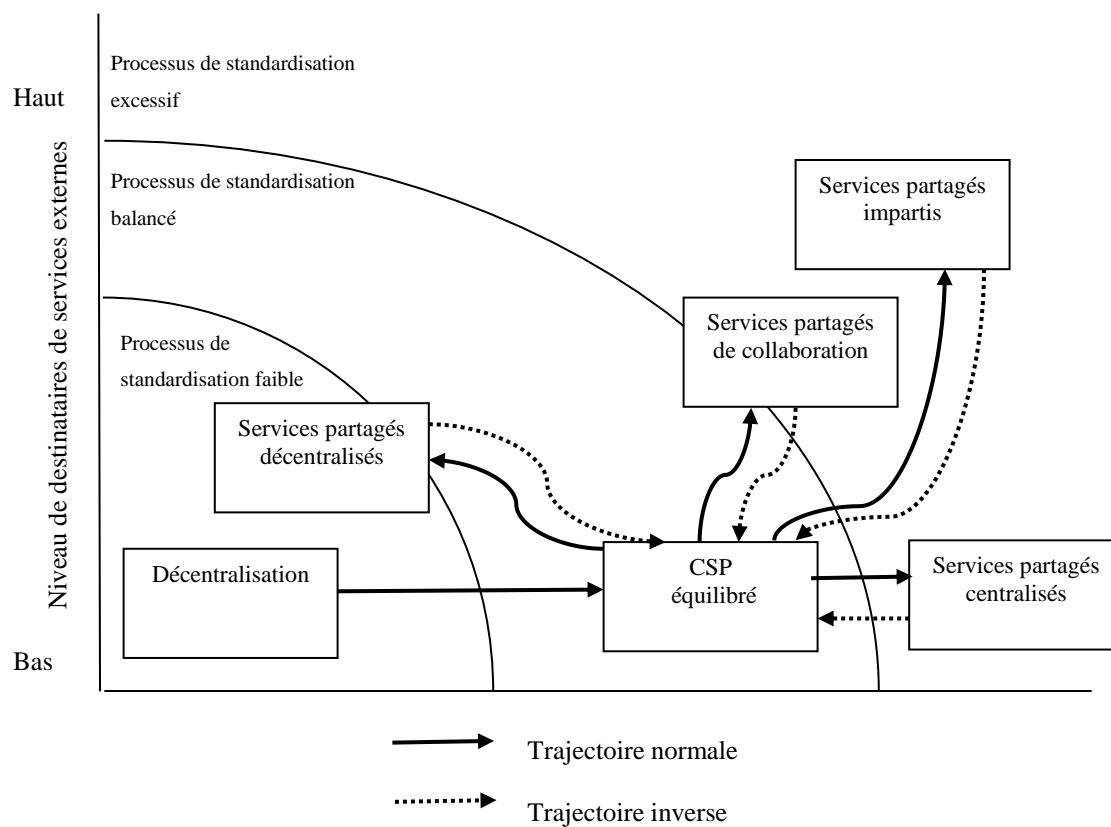 Processus de standardisation
excessif
Haut
Processus de standardisation
balancé
Niveau de destinataires de services externes
Services partagés
impartis
Services partagés
de collaboration
Processus de
standardisation faible
Services partagés
décentralisés
Décentralisation
CSP
équilibré
Services partagés
centralisés
Bas
Trajectoire normale
Trajectoire inverse